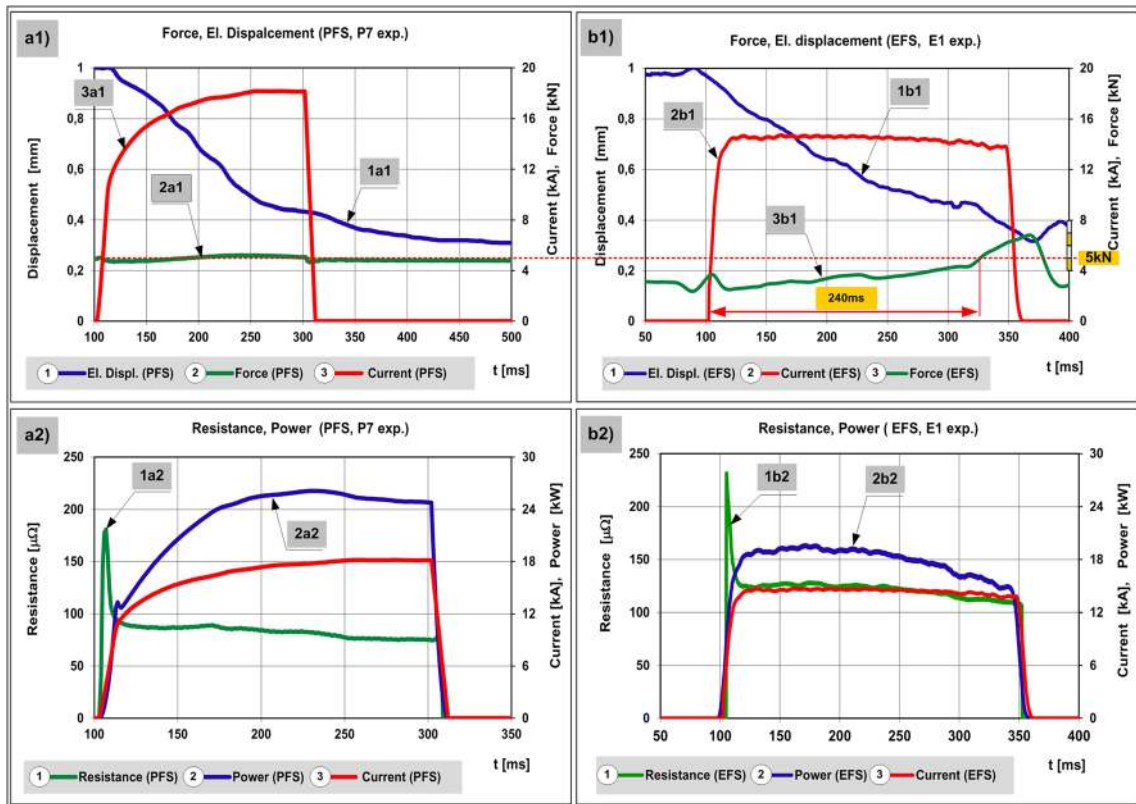 a1)
Force, El. Dispalcement (PFS, P7 exp.)
Displacement [mm]
1
0,8
0,6
0,4
0,2
0
3a1
2a1
1a1
20
16
12
8
4
0
Current [kA], Force [kN]
100 150 200 250 300 350 400 450 500
t [ms]
1 El. Displ. (PFS) 2 Force (PFS) 3 Current (PFS)
b1)
Force, El. displacement (EFS, E1 exp.)
Displacement [mm]
1
0,8
0,6
0,4
0,2
0
2b1
1b1
3b1
240ms
20
16
12
8
4
0
5kN
Current [kA], Force [kN]
50 100 150 200 250 300 350 400
t [ms]
1 El. Displ. (EFS) 2 Current (EFS) 3 Force (EFS)
a2)
Resistance, Power (PFS, P7 exp.)
Resistance [μΩ]
250
200
150
100
50
0
1a2
2a2
30
24
18
12
6
0
Current [kA], Power [kW]
100 150 200 250 300 350
t [ms]
1 Resistance (PFS) 2 Power (PFS) 3 Current (PFS)
b2)
Resistance, Power ( EFS, E1 exp.)
Resistance [μΩ]
250
200
150
100
50
0
1b2
2b2
30
24
18
12
6
0
Current [kA], Power [kW]
50 100 150 200 250 300 350 400
t [ms]
1 Resistance (EFS) 2 Power (EFS) 3 Current (EFS)